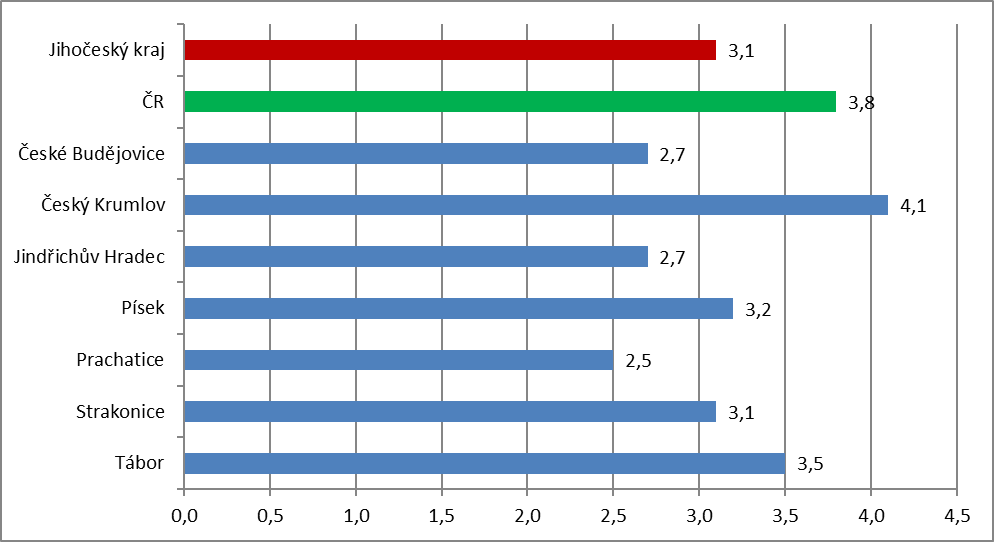 Jihočeský kraj 3,1
ČR 3,8
České Budějovice 2,7
Český Krumlov 4,1
Jindřichův Hradec 2,7
Písek 3,2
Prachatice 2,5
Strakonice 3,1
Tábor 3,5
0,0 0,5 1,0 1,5 2,0 2,5 3,0 3,5 4,0 4,5